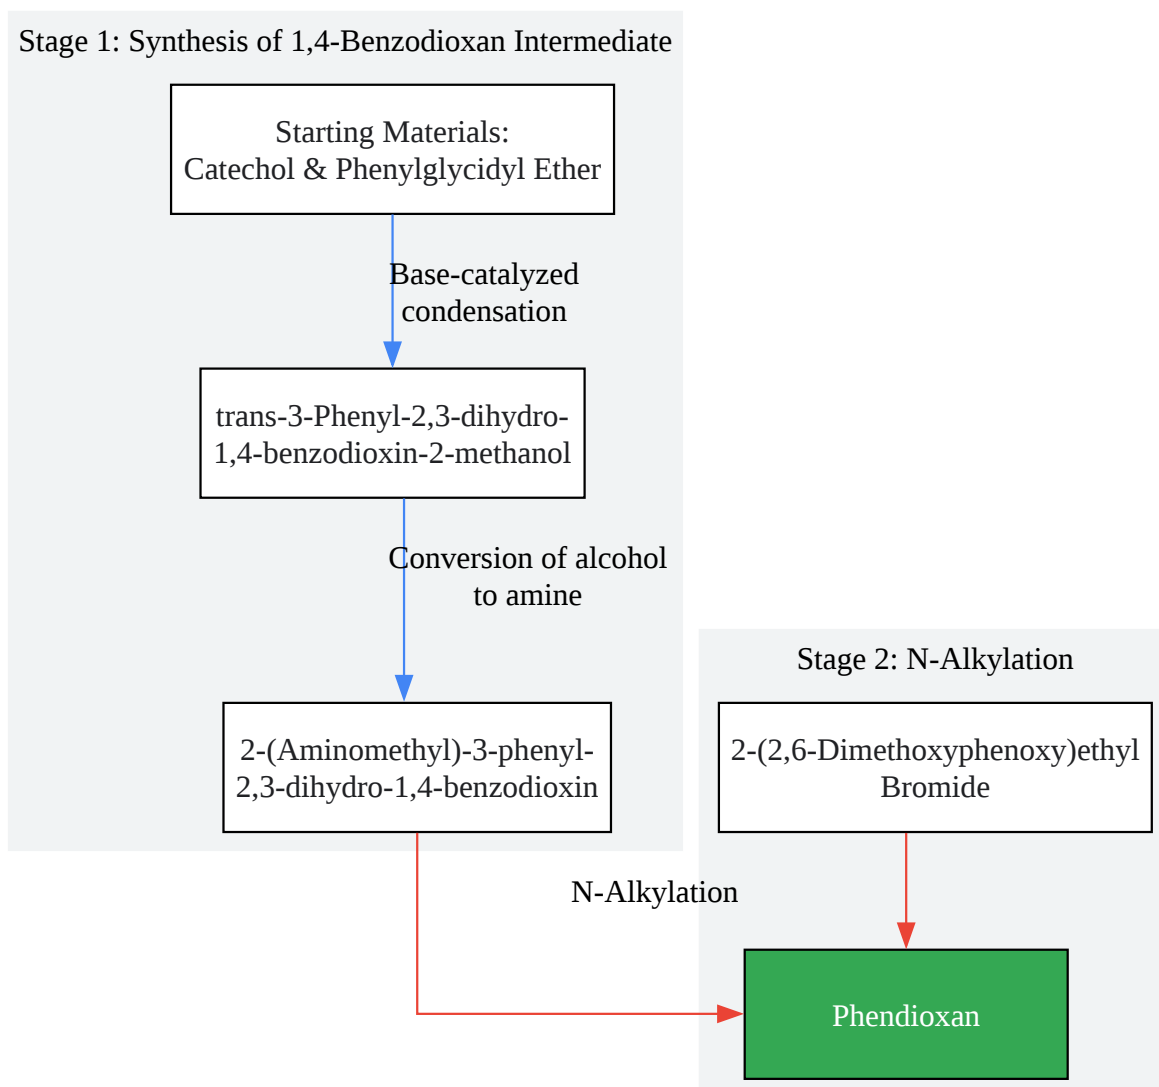 Stage 1: Synthesis of 1,4-Benzodioxan Intermediate
Starting Materials:
Catechol & Phenylglycidyl Ether
Base-catalyzed
condensation
trans-3-Phenyl-2,3-dihydro-
1,4-benzodioxin-2-methanol
Conversion of alcohol
to amine
2-(Aminomethyl)-3-phenyl-
2,3-dihydro-1,4-benzodioxin
Stage 2: N-Alkylation
2-(2,6-Dimethoxyphenoxy)ethyl
Bromide
N-Alkylation
Phendioxan